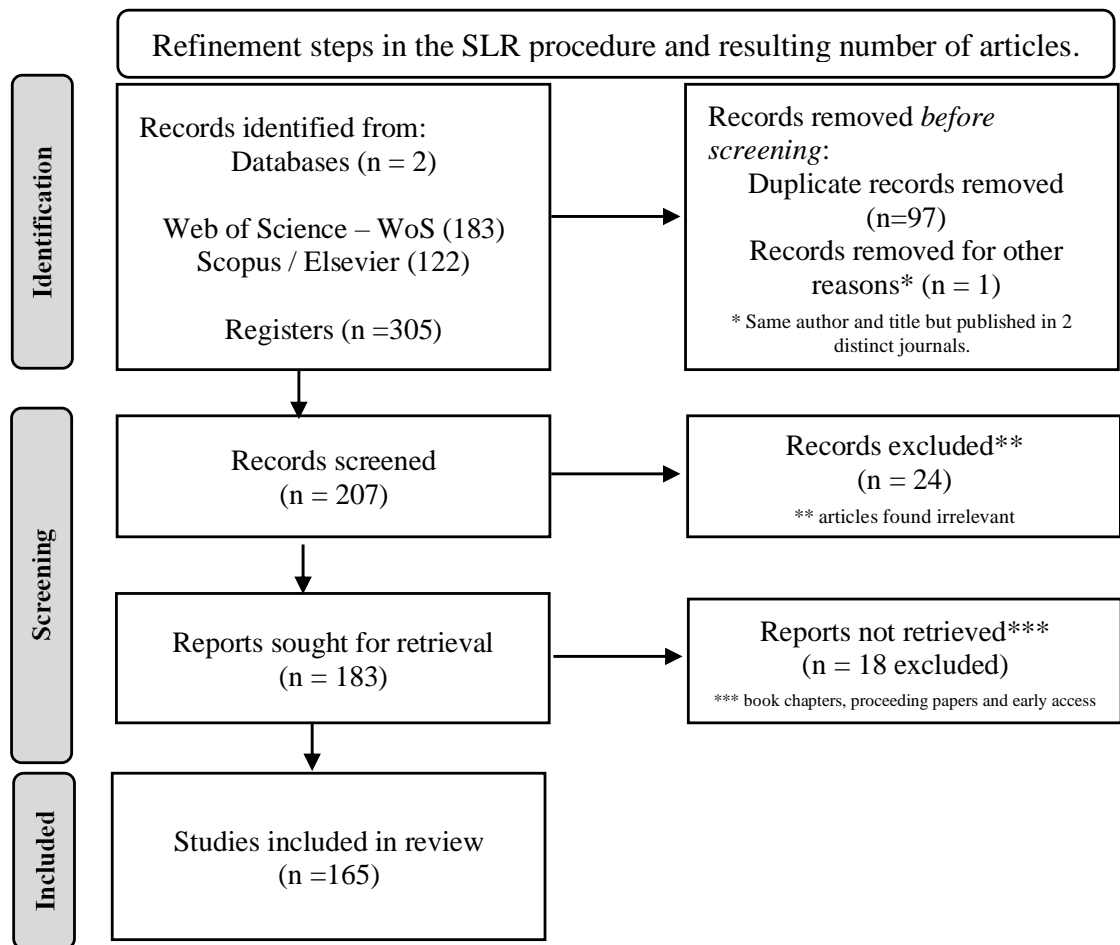 Refinement steps in the SLR procedure and resulting number of articles.
Identification
Records identified from:
Databases (n = 2)
Web of Science – WoS (183)
Scopus / Elsevier (122)
Registers (n =305)
Records removed before
screening:
Duplicate records removed
(n=97)
Records removed for other
reasons* (n = 1)
* Same author and title but published in 2
distinct journals.
Screening
Records screened
(n = 207)
Records excluded**
(n = 24)
** articles found irrelevant
Reports sought for retrieval
(n = 183)
Reports not retrieved***
(n = 18 excluded)
*** book chapters, proceeding papers and early access
Included
Studies included in review
(n =165)